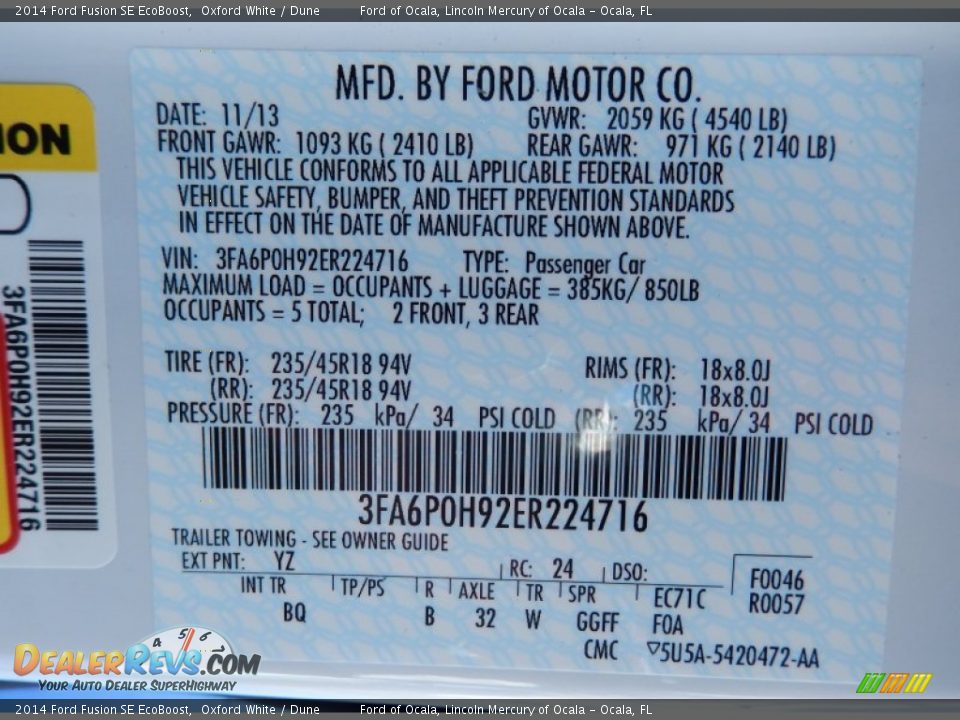 2014 Ford Fusion SE EcoBoost, Oxford White / Dune Ford of Ocala, Lincoln Mercury of Ocala - Ocala, FL
MFD. BY FORD MOTOR CO.
DATE: 11/13 GVWR: 2059 KG ( 4540 LB)
FRONT GAWR: 1093 KG ( 2410 LB) REAR GAWR: 971 KG ( 2140 LB)
THIS VEHICLE CONFORMS TO ALL APPLICABLE FEDERAL MOTOR
VEHICLE SAFETY, BUMPER, AND THEFT PREVENTION STANDARDS
IN EFFECT ON THE DATE OF MANUFACTURE SHOWN ABOVE.
VIN: 3FA6P0H92ER224716 TYPE: Passenger Car
MAXIMUM LOAD = OCCUPANTS + LUGGAGE = 385KG/ 850LB
OCCUPANTS = 5 TOTAL; 2 FRONT, 3 REAR
TIRE (FR): 235/45R18 94V RIMS (FR): 18x8.0J
(RR): 235/45R18 94V (RR): 18x8.0J
PRESSURE (FR): 235 kPa/ 34 PSI COLD (RR): 235 kPa/ 34 PSI COLD
3FA6P0H92ER224716
TRAILER TOWING - SEE OWNER GUIDE
EXT PNT: YZ RC: 24 DSO: F0046
INT TR TP/PS R AXLE TR SPR EC71C R0057
BQ B 32 W GGFF F0A
CMC ▽5U5A-5420472-AA
ION
3FA6P0H92ER224716
4 5 6
DEALERREVS.COM
YOUR AUTO DEALER SUPERHIGHWAY
2014 Ford Fusion SE EcoBoost, Oxford White / Dune Ford of Ocala, Lincoln Mercury of Ocala - Ocala, FL